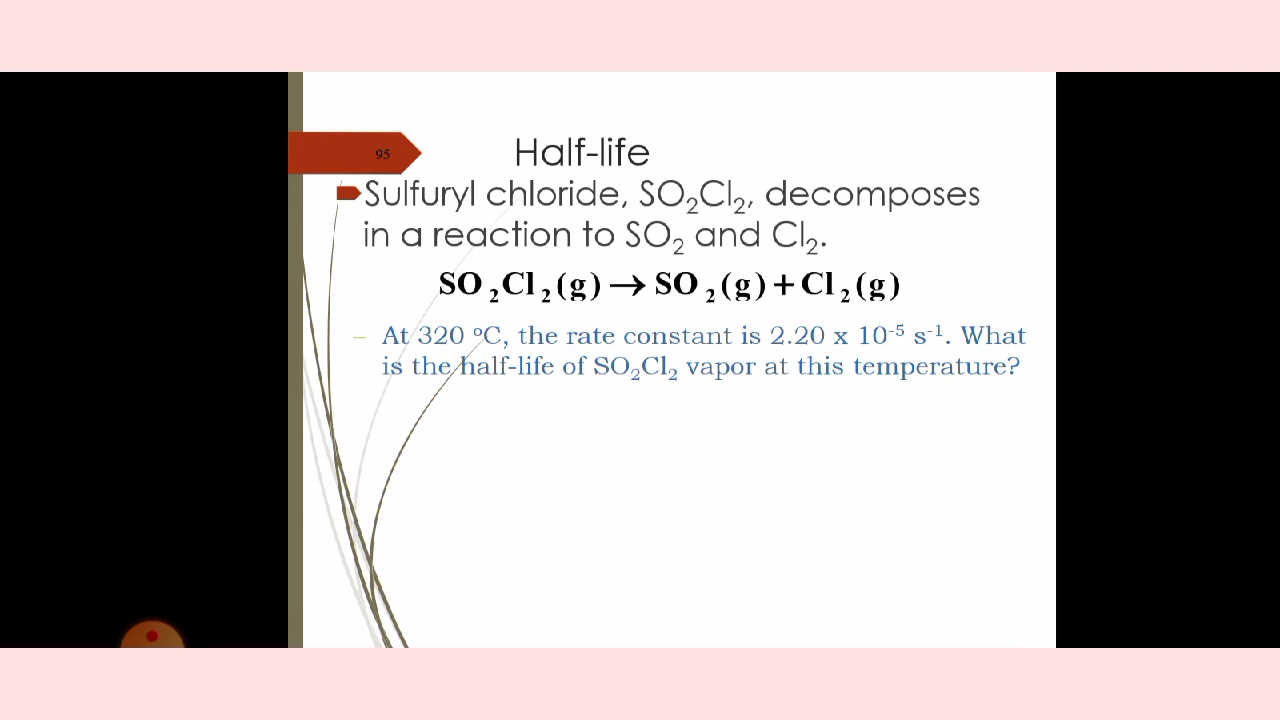 95
Half-life
Sulfuryl chloride, SO₂Cl₂, decomposes
in a reaction to SO₂ and Cl₂.
SO₂Cl₂(g) → SO₂(g) + Cl₂(g)
– At 320 ᵒC, the rate constant is 2.20 x 10⁻⁵ s⁻¹. What
is the half-life of SO₂Cl₂ vapor at this temperature?